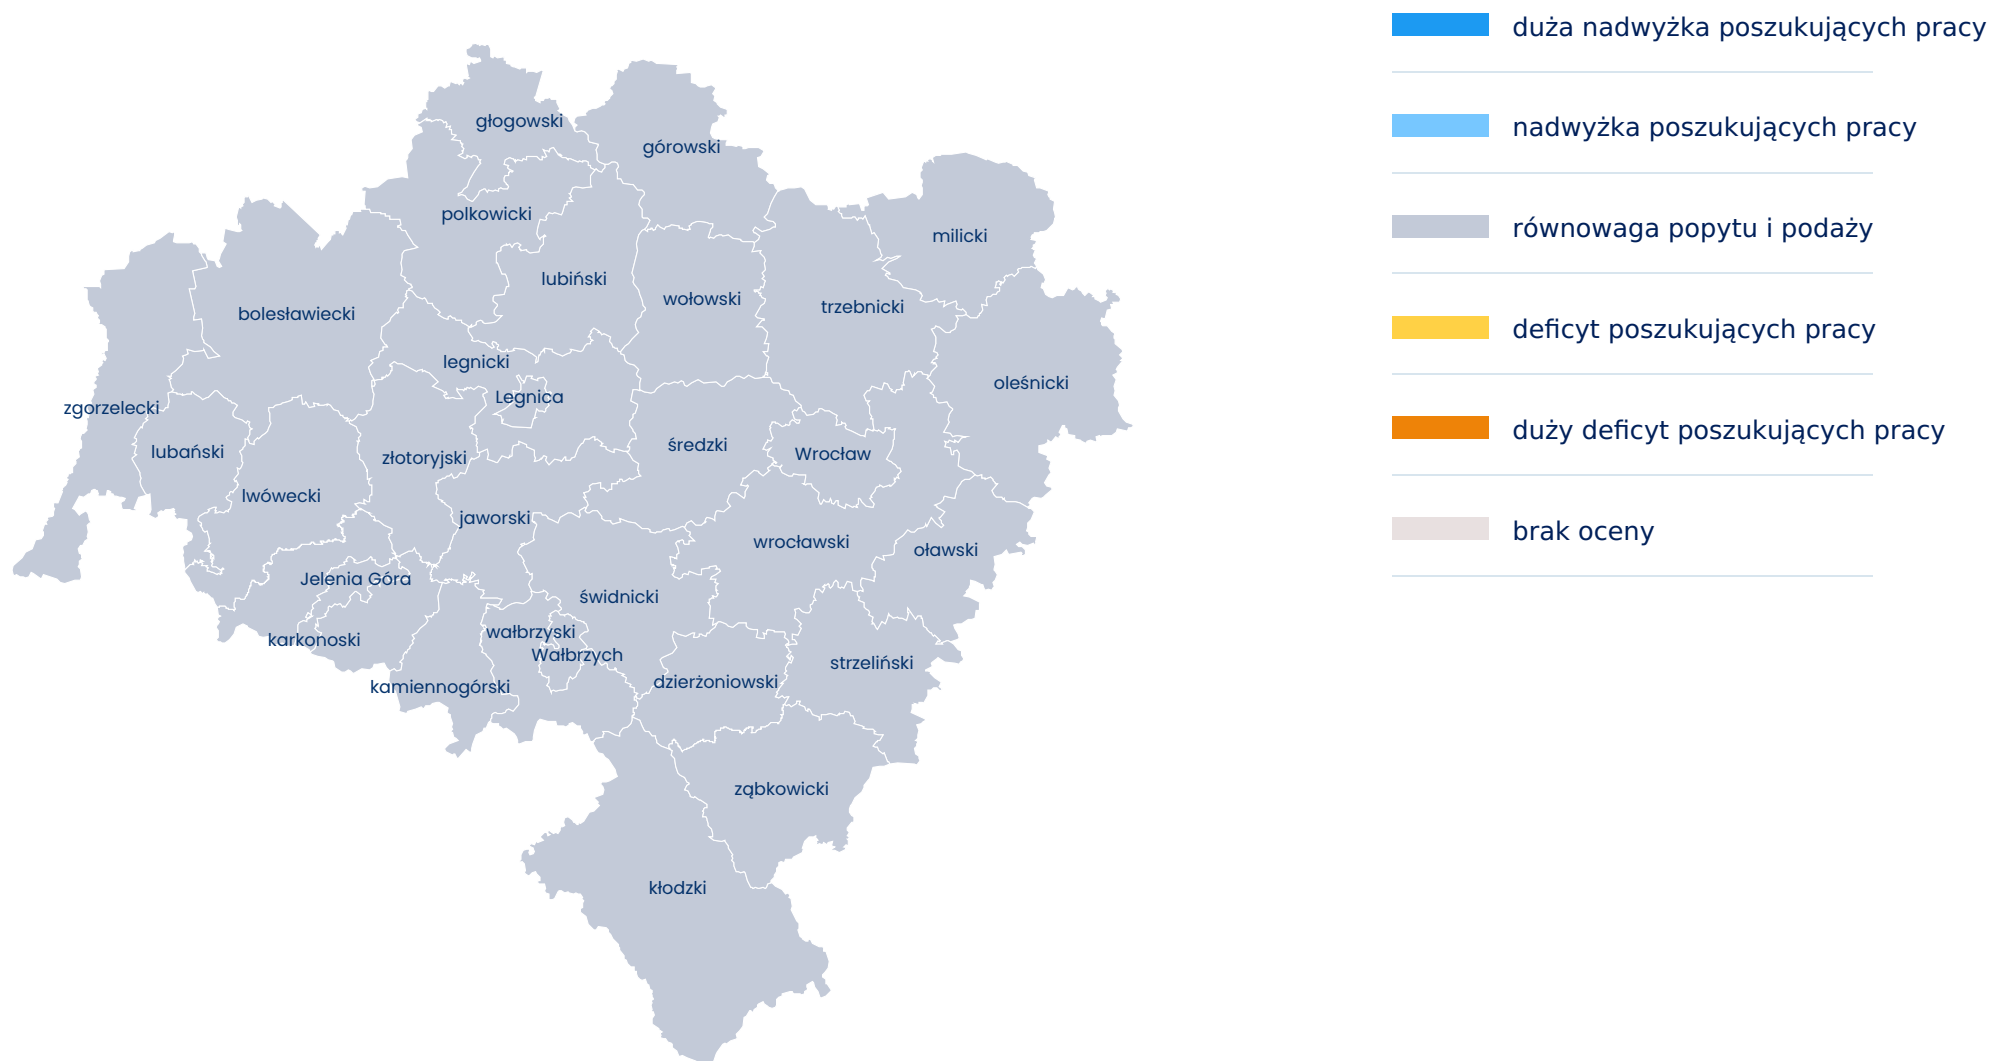 głogowski
górowski
polkowicki
milicki
lubiński
wołowski
trzebnicki
bolesławiecki
legnicki
oleśnicki
Legnica
zgorzelecki
średzki
lubański
Wrocław
złotoryjski
lwówecki
jaworski
wrocławski
oławski
Jelenia Góra
świdnicki
wałbrzyski
karkonoski
Wałbrzych
strzeliński
dzierżoniowski
kamiennogórski
ząbkowicki
kłodzki
duża nadwyżka poszukujących pracy
nadwyżka poszukujących pracy
równowaga popytu i podaży
deficyt poszukujących pracy
duży deficyt poszukujących pracy
brak oceny